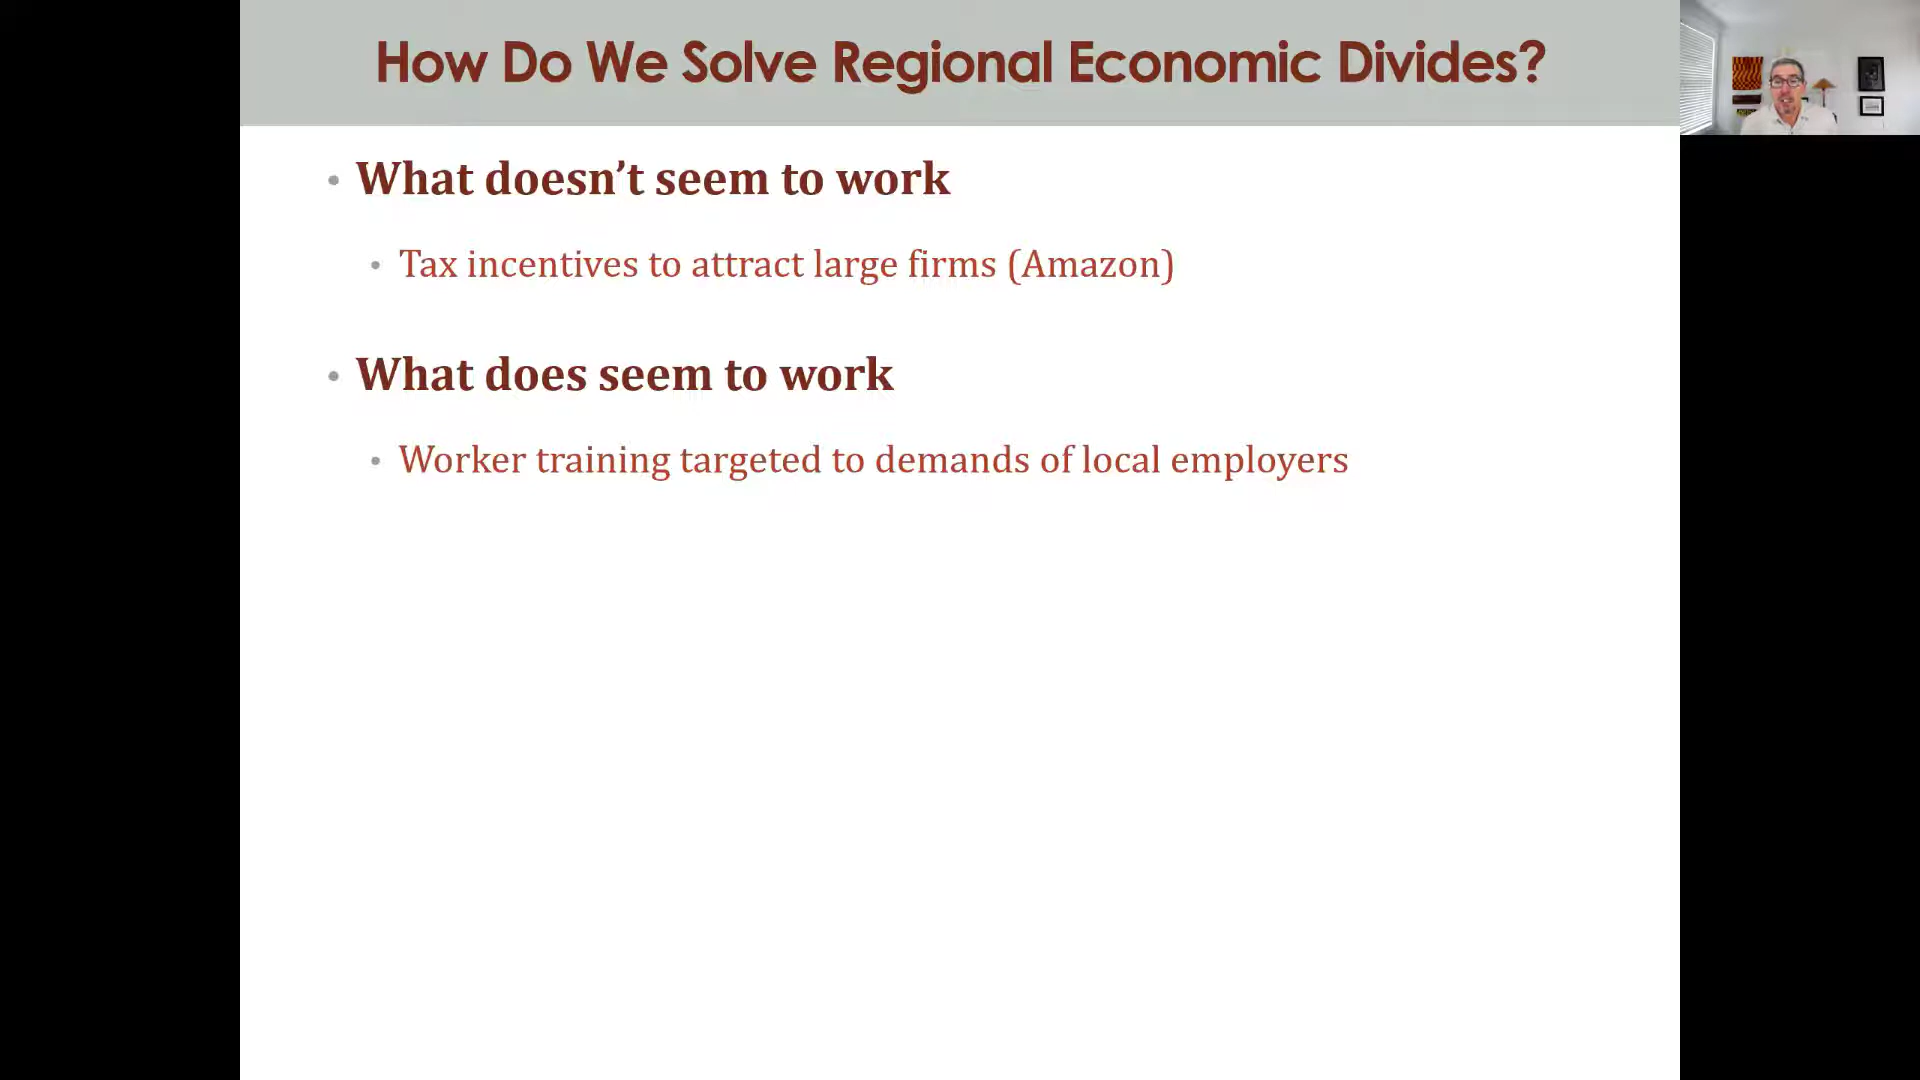 How Do We Solve Regional Economic Divides?
What doesn’t seem to work
Tax incentives to attract large firms (Amazon)
What does seem to work
Worker training targeted to demands of local employers